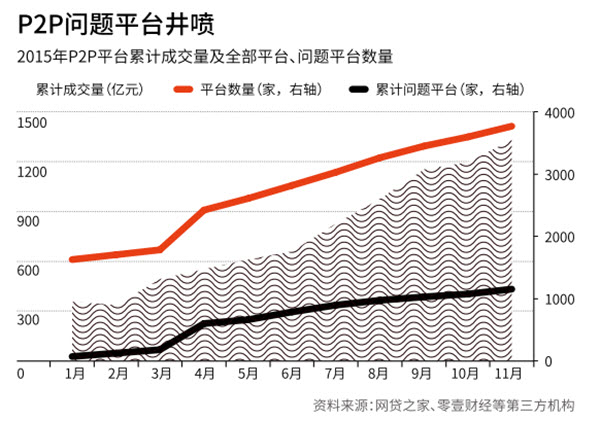 P2P问题平台井喷
2015年P2P平台累计成交量及全部平台、问题平台数量
累计成交量(亿元) 平台数量(家，右轴) 累计问题平台(家，右轴)
1500 4000
1200
3000
900
2000
600
1000
300
0 1月 2月 3月 4月 5月 6月 7月 8月 9月 10月 11月 0
资料来源：网贷之家、零壹财经等第三方机构